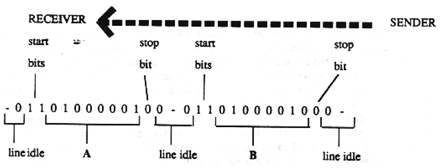 RECEIVER SENDER
start = stop start stop
bits bit bits bit
- 0 1 1 0 1 0 0 0 0 0 1 0 0 - 0 1 1 0 1 0 0 0 0 1 0 0 0 -
line idle A line idle B line idle